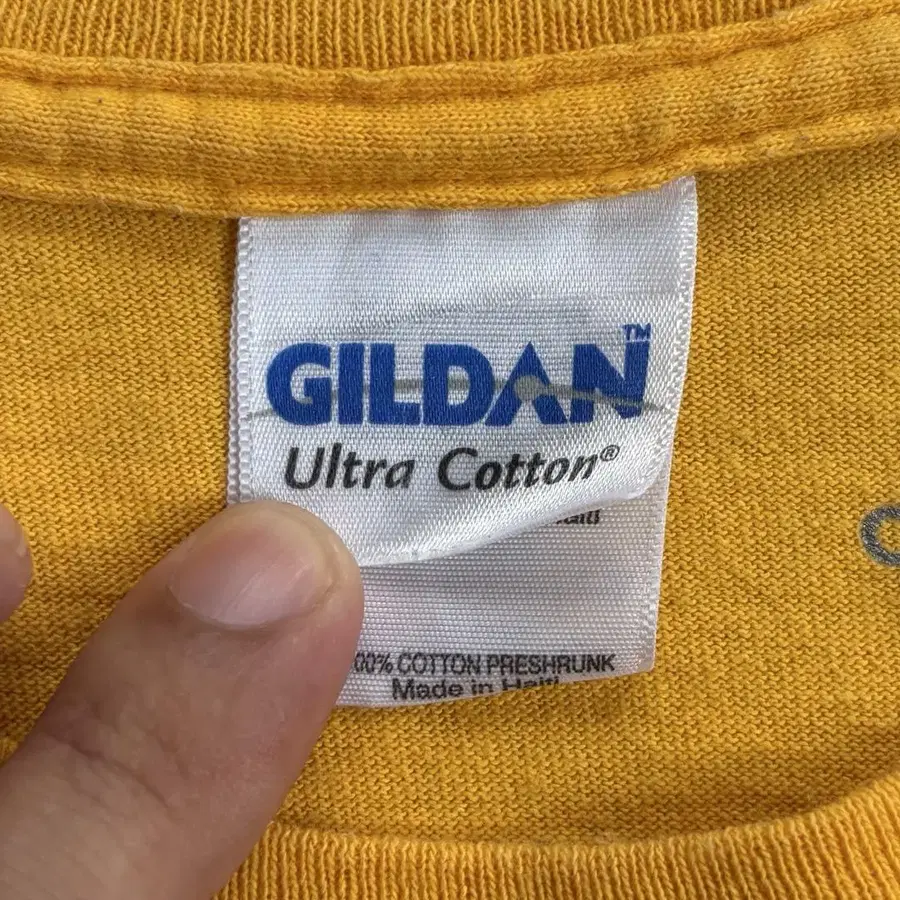 GILDAN™
Ultra Cotton®
00% COTTON PRESHRUNK
Made in Haiti